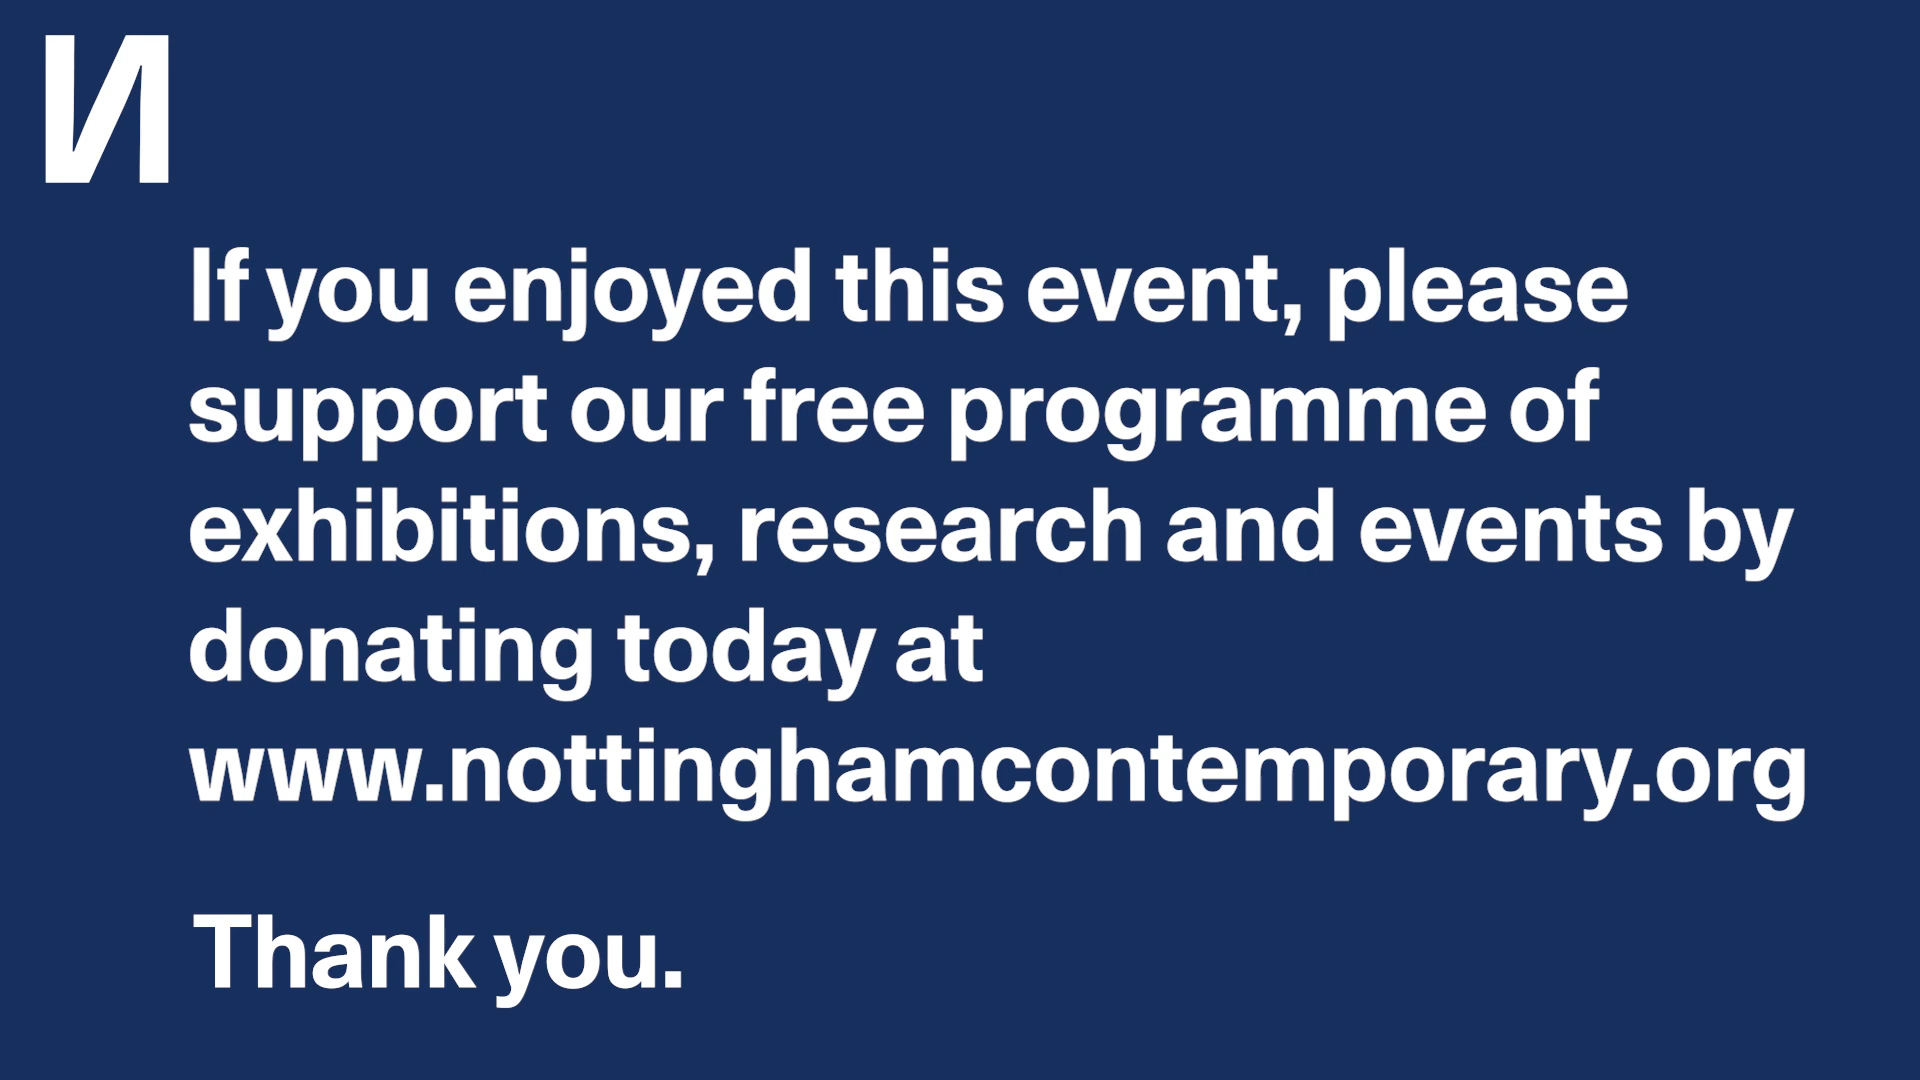 И
If you enjoyed this event, please
support our free programme of
exhibitions, research and events by
donating today at
www.nottinghamcontemporary.org
Thank you.